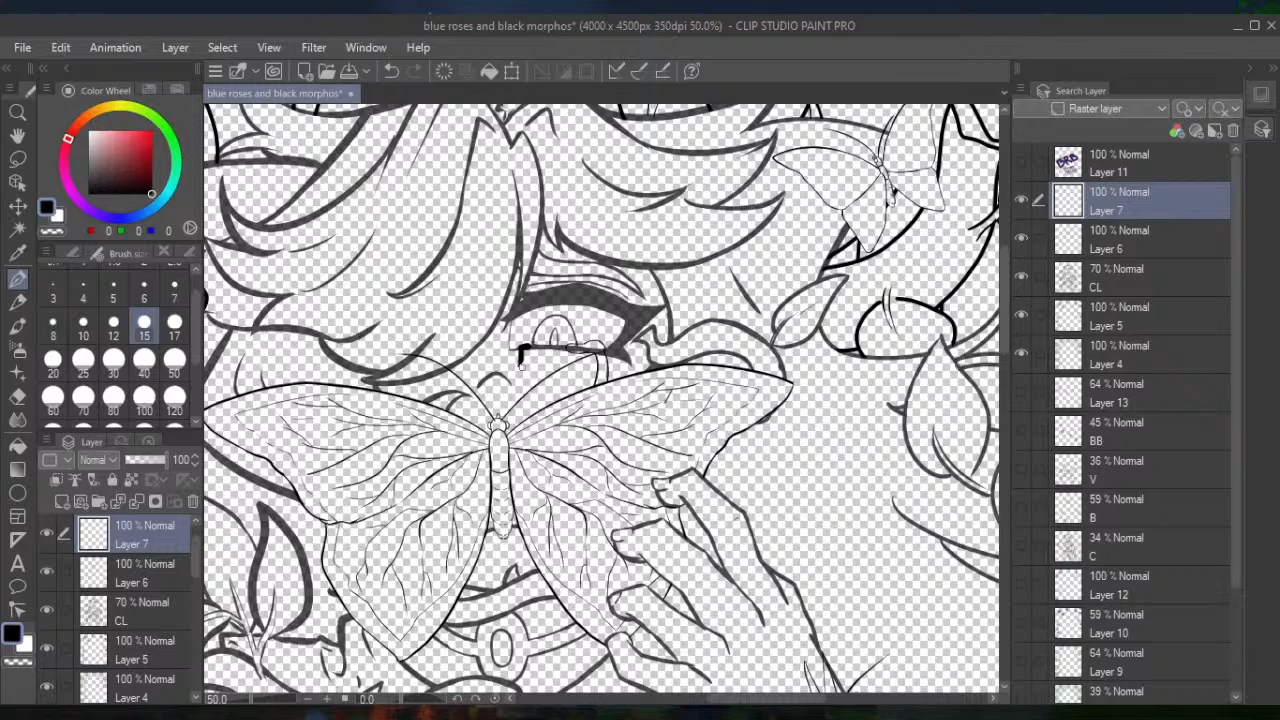 blue roses and black morphos* (4000 x 4500px 350dpi 50.0%) - CLIP STUDIO PAINT PRO
File Edit Animation Layer Select View Filter Window Help
Color Wheel
blue roses and black morphos*
0 0 0
Brush size
3 4 5 6 7
8 10 12 15 17
20 25 30 40 50
60 70 80 100 120
Layer
Normal 100
100 % Normal
Layer 7
100 % Normal
Layer 6
70 % Normal
CL
100 % Normal
Layer 5
100 % Normal
Layer 4
50.0 0.0
Search Layer
Raster layer
BRB
100 % Normal
Layer 11
100 % Normal
Layer 7
100 % Normal
Layer 6
70 % Normal
CL
100 % Normal
Layer 5
100 % Normal
Layer 4
64 % Normal
Layer 13
45 % Normal
BB
36 % Normal
V
59 % Normal
B
34 % Normal
C
100 % Normal
Layer 12
59 % Normal
Layer 10
64 % Normal
Layer 9
39 % Normal